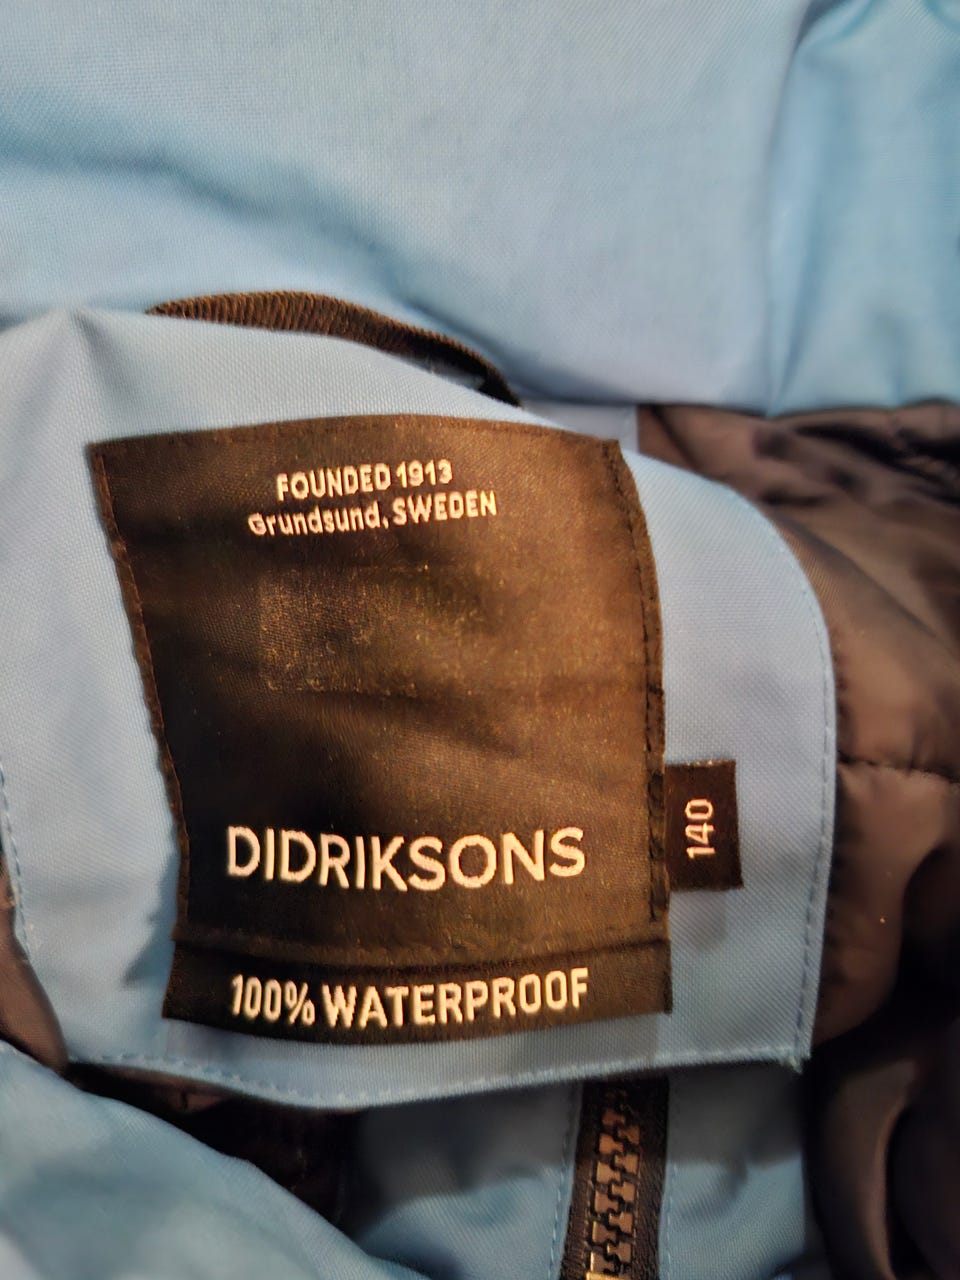 FOUNDED 1913
Grundsund, SWEDEN
DIDRIKSONS
140
100% WATERPROOF